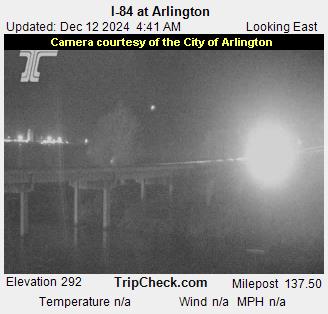 I-84 at Arlington
Updated: Dec 12 2024 4:41 AM Looking East
Camera courtesy of the City of Arlington
Elevation 292 TripCheck.com Milepost 137.50
Temperature n/a Wind n/a MPH n/a